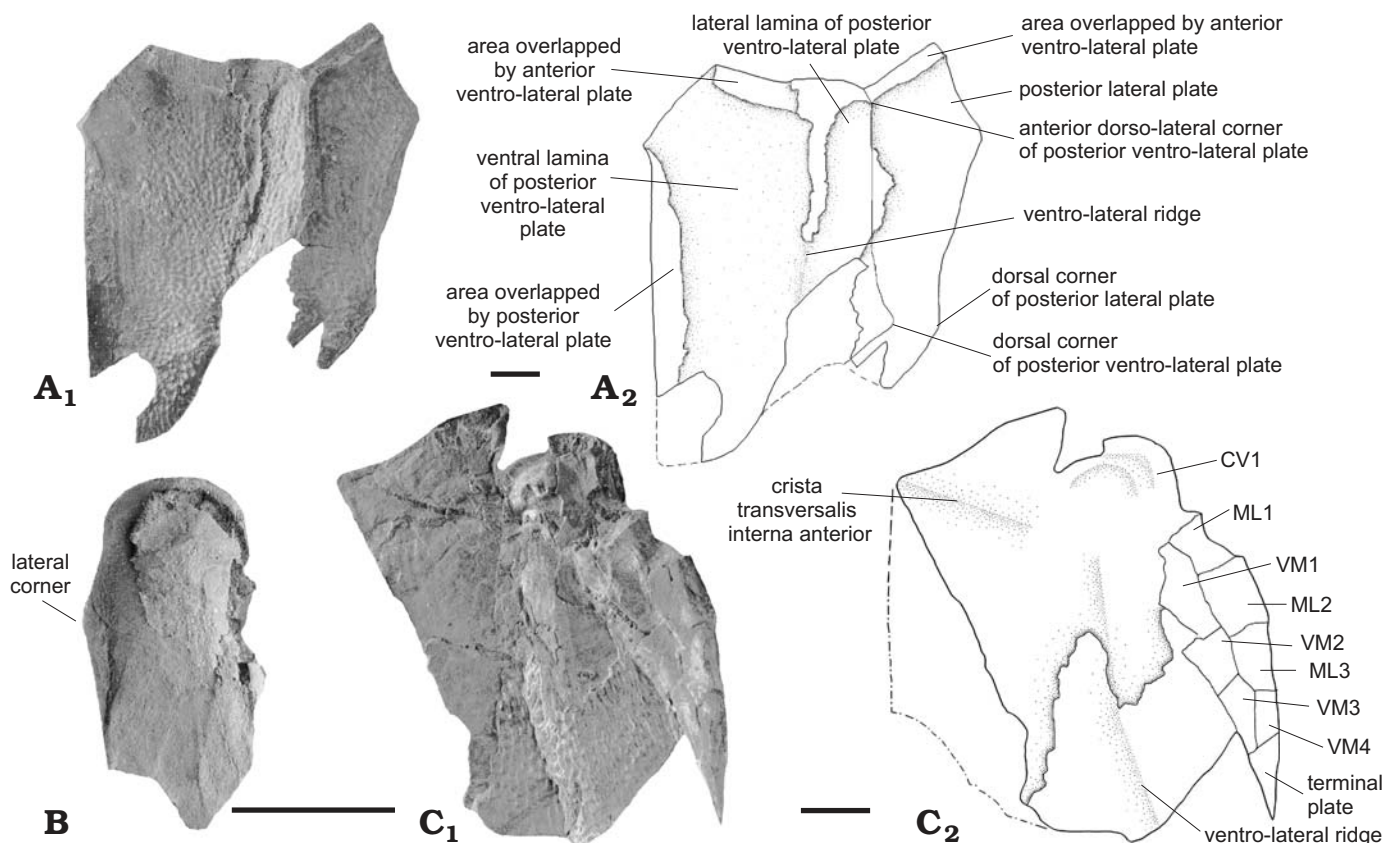 area overlapped
by anterior
ventro-lateral plate
lateral lamina of posterior
ventro-lateral plate
area overlapped by anterior
ventro-lateral plate
posterior lateral plate
anterior dorso-lateral corner
of posterior ventro-lateral plate
ventral lamina
of posterior
ventro-lateral
plate
ventro-lateral ridge
area overlapped
by posterior
ventro-lateral plate
dorsal corner
of posterior lateral plate
dorsal corner
of posterior ventro-lateral plate
A1
A2
lateral
corner
B
C1
crista
transversalis
interna anterior
CV1
ML1
VM1
ML2
VM2
ML3
VM3
VM4
terminal
plate
ventro-lateral ridge
C2